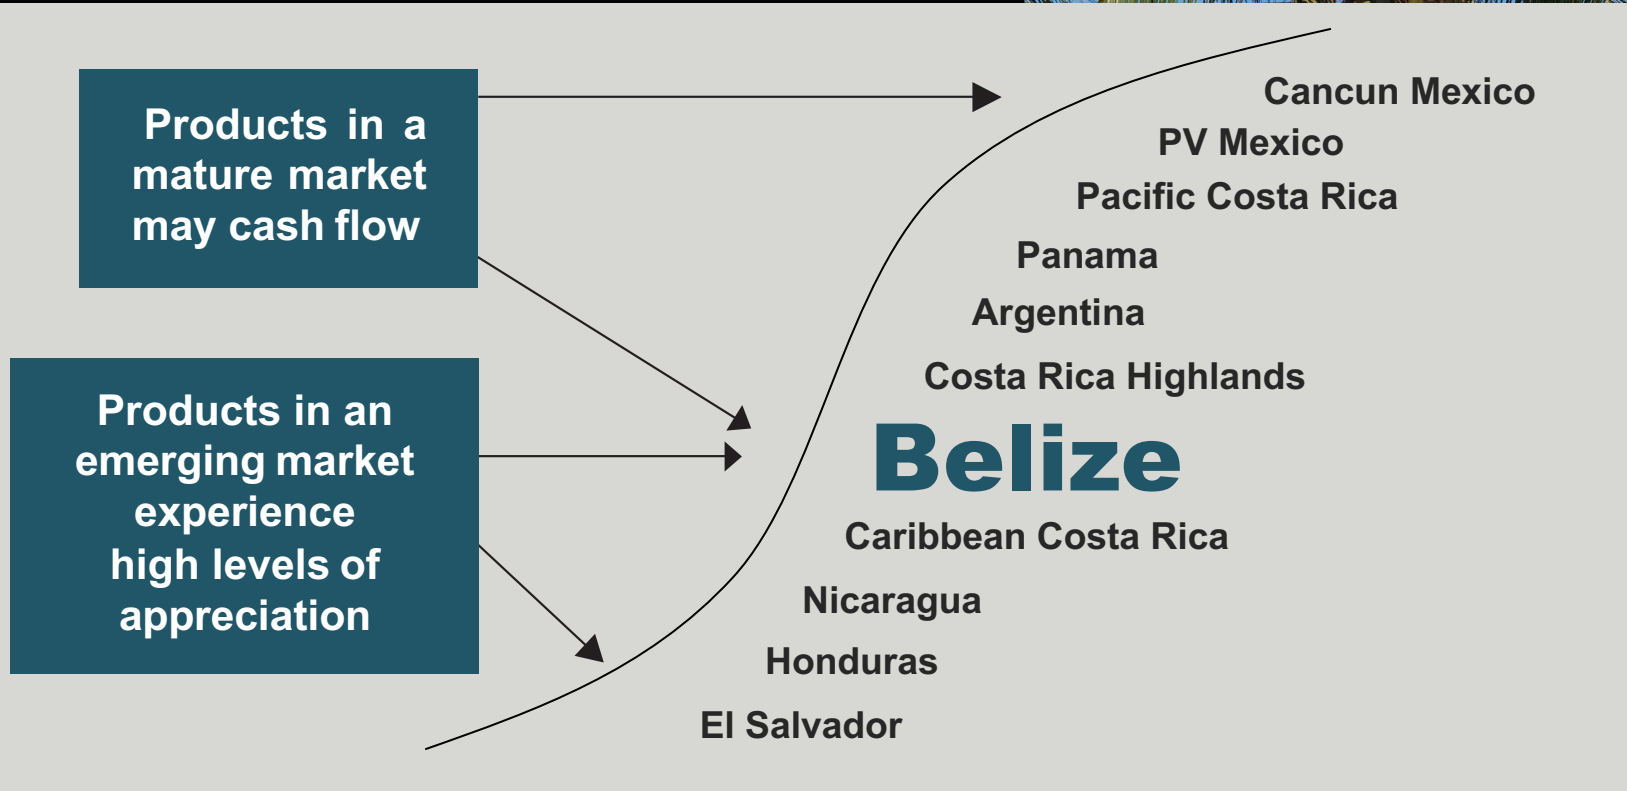 Products in a
mature market
may cash flow
Products in an
emerging market
experience
high levels of
appreciation
Cancun Mexico
PV Mexico
Pacific Costa Rica
Panama
Argentina
Costa Rica Highlands
Belize
Caribbean Costa Rica
Nicaragua
Honduras
El Salvador